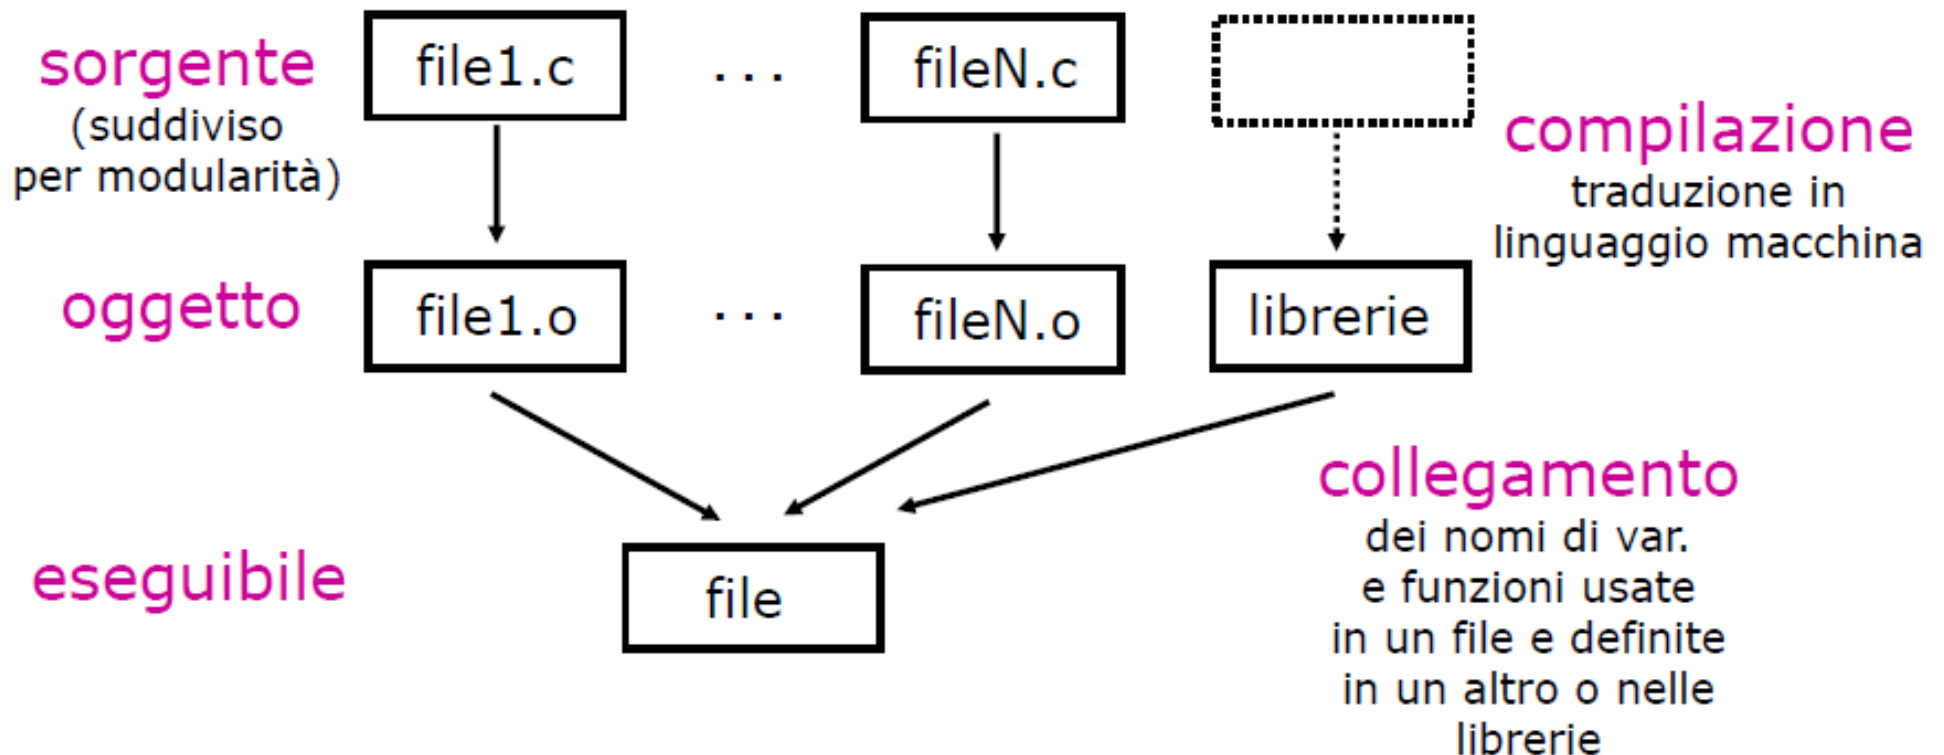 sorgente
(suddiviso
per modularità)
file1.c
...
fileN.c
compilazione
traduzione in
linguaggio macchina
oggetto
file1.o
...
fileN.o
librerie
collegamento
dei nomi di var.
e funzioni usate
in un file e definite
in un altro o nelle
librerie
eseguibile
file